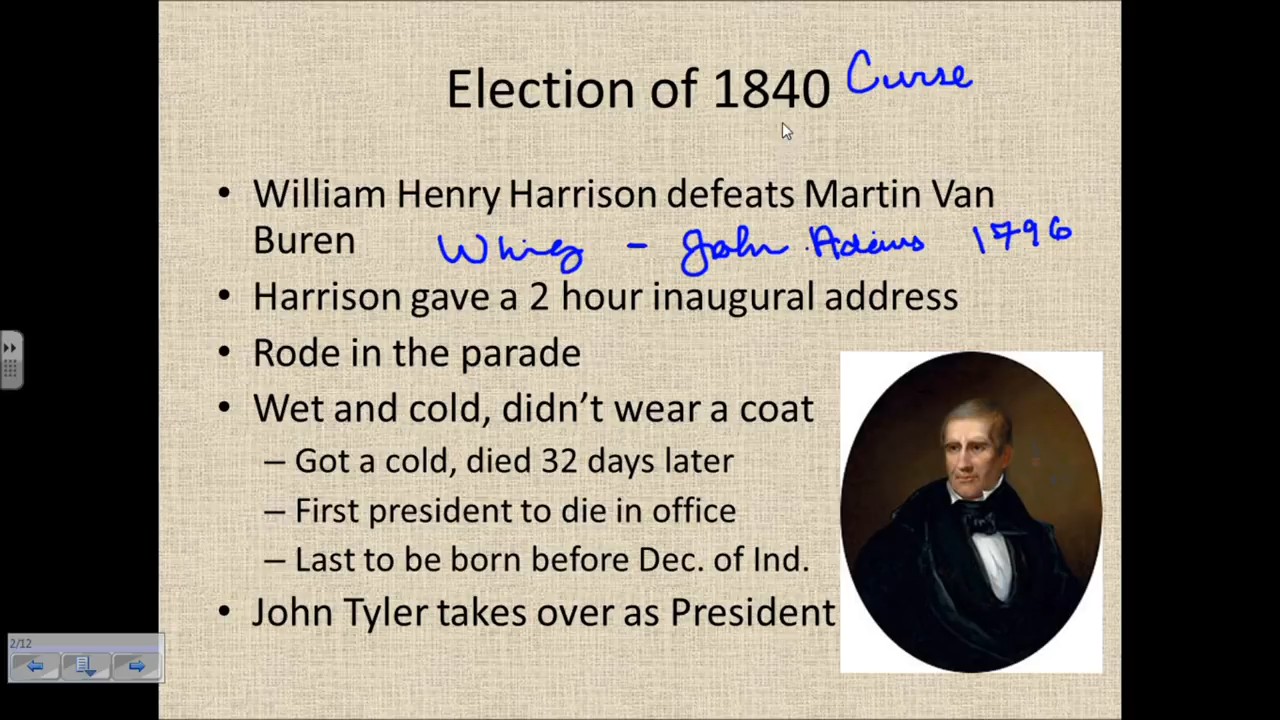 Election of 1840 Curse
• William Henry Harrison defeats Martin Van
Buren Whig - John Adams 1796
• Harrison gave a 2 hour inaugural address
• Rode in the parade
• Wet and cold, didn’t wear a coat
– Got a cold, died 32 days later
– First president to die in office
– Last to be born before Dec. of Ind.
• John Tyler takes over as President
2/12